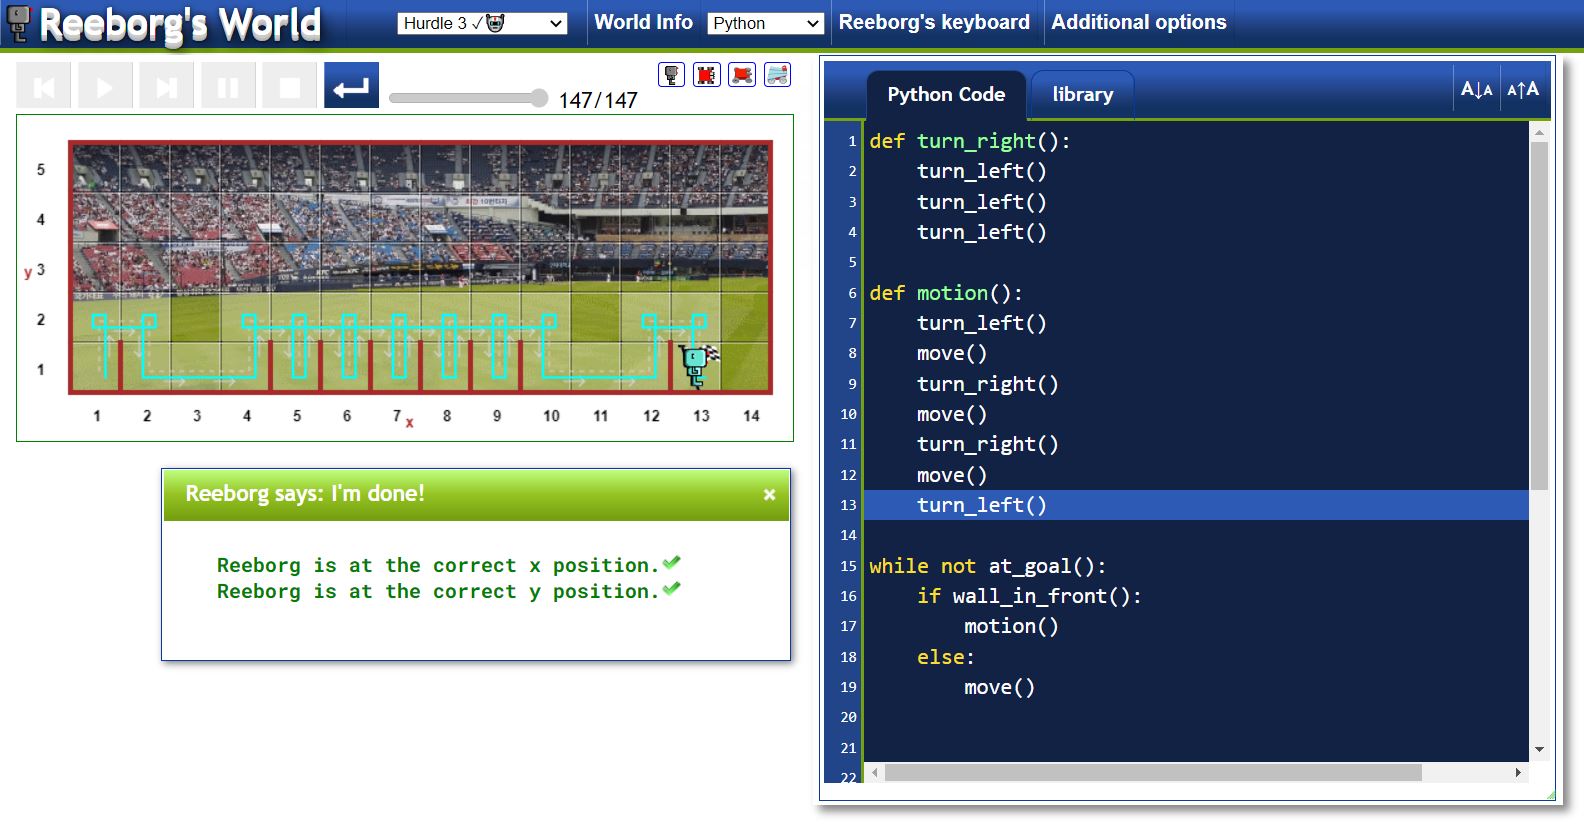 Reeborg's World
Hurdle 3 ✓
World Info
Python
Reeborg's keyboard
Additional options
147/147
Python Code
library
A↓A
A↑A
5
4
y 3
2
1
1 2 3 4 5 6 7 x 8 9 10 11 12 13 14
Reeborg says: I'm done!
×
Reeborg is at the correct x position.
Reeborg is at the correct y position.
1 def turn_right():
2 turn_left()
3 turn_left()
4 turn_left()
5
6 def motion():
7 turn_left()
8 move()
9 turn_right()
10 move()
11 turn_right()
12 move()
13 turn_left()
14
15 while not at_goal():
16 if wall_in_front():
17 motion()
18 else:
19 move()
20
21
22